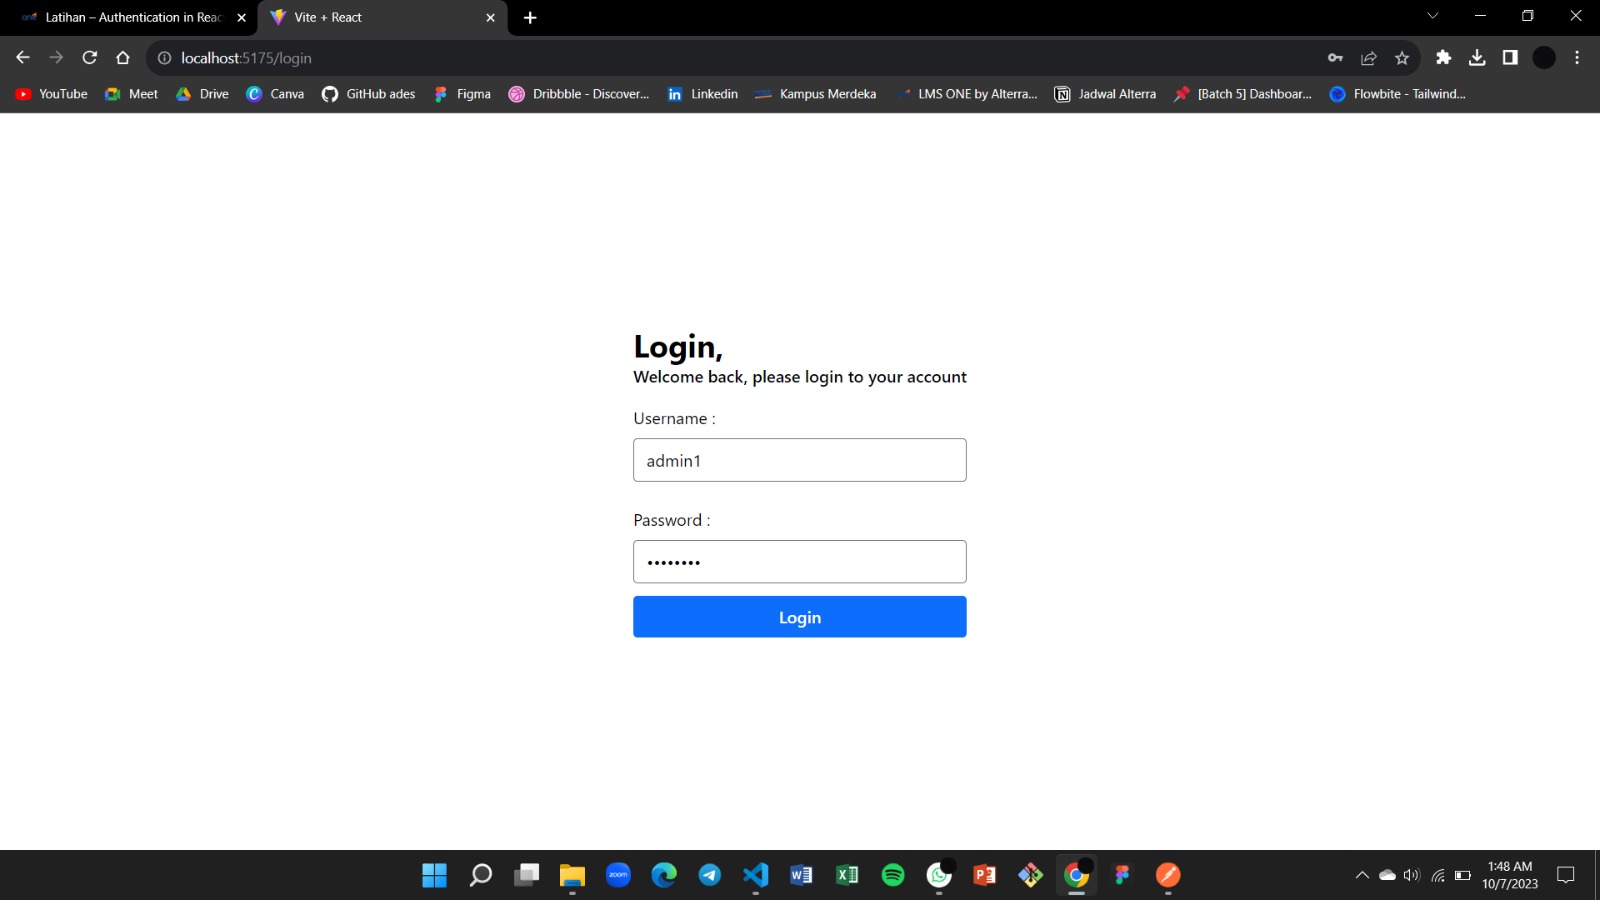 Latihan – Authentication in Reac
Vite + React
localhost:5175/login
YouTube
Meet
Drive
Canva
GitHub ades
Figma
Dribbble - Discover...
Linkedin
Kampus Merdeka
LMS ONE by Alterra...
Jadwal Alterra
[Batch 5] Dashboar...
Flowbite - Tailwind...
Login,
Welcome back, please login to your account
Username :
admin1
Password :
••••••••
Login
zoom
1:48 AM
10/7/2023